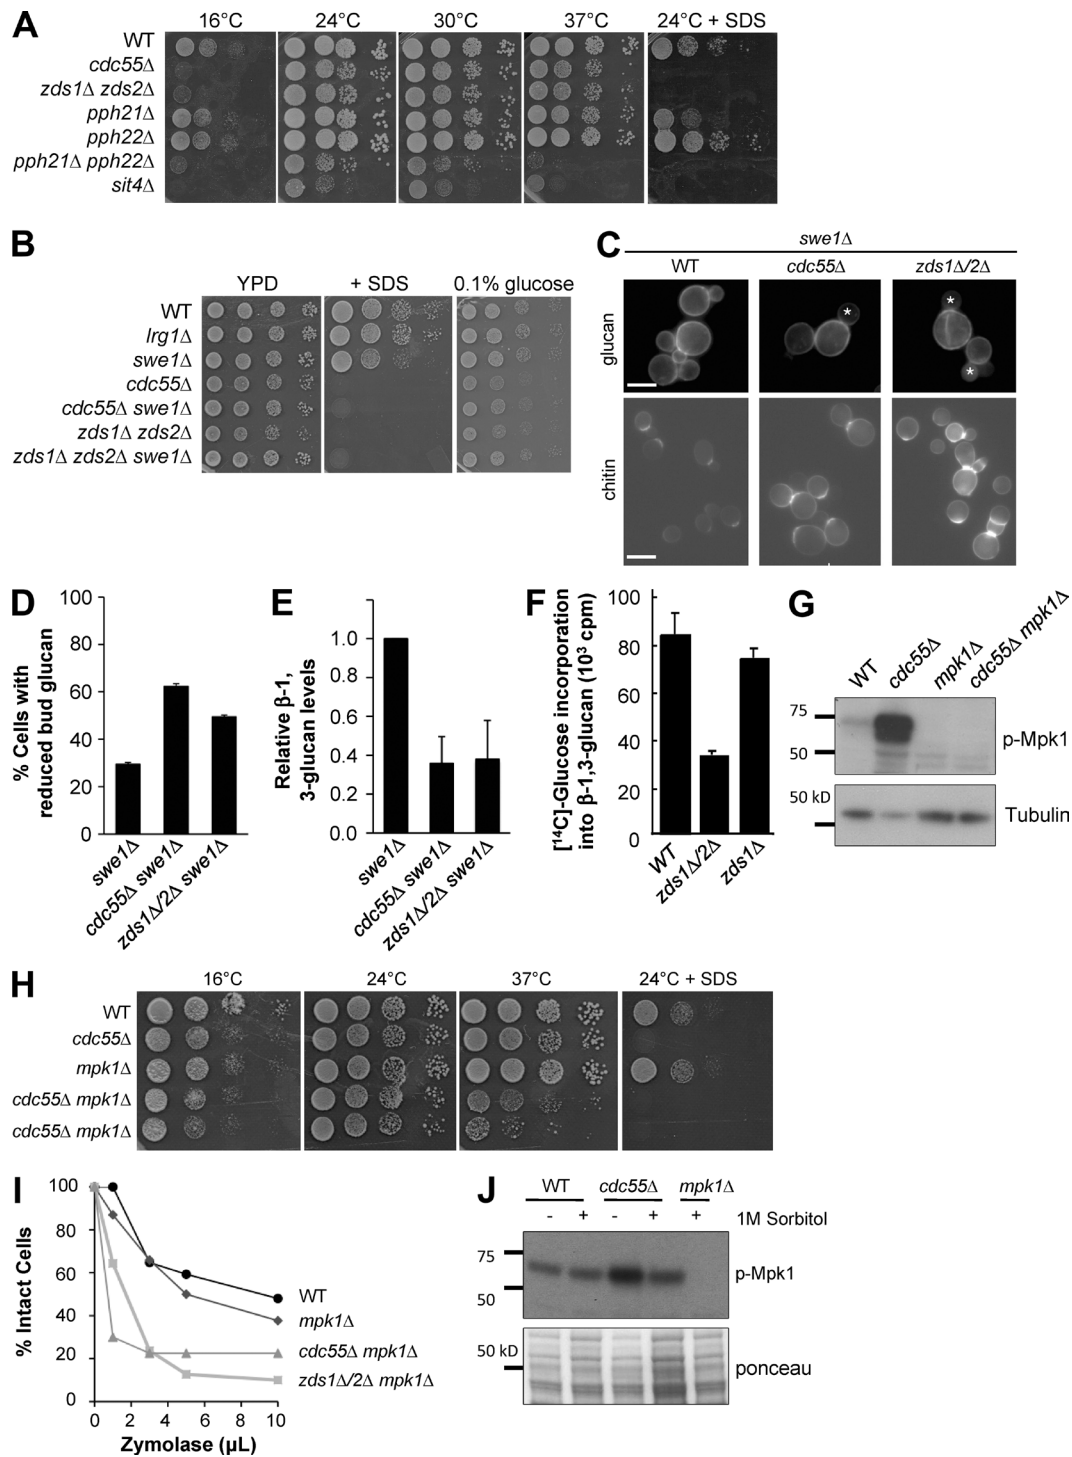 A
16°C 24°C 30°C 37°C 24°C + SDS
WT
cdc55Δ
zds1Δ zds2Δ
pph21Δ
pph22Δ
pph21Δ pph22Δ
sit4Δ
B
YPD + SDS 0.1% glucose
WT
lrg1Δ
swe1Δ
cdc55Δ
cdc55Δ swe1Δ
zds1Δ zds2Δ
zds1Δ zds2Δ swe1Δ
C
swe1Δ
WT cdc55Δ zds1Δ/2Δ
glucan
*
*
*
chitin
D
% Cells with
reduced bud glucan
100
80
60
40
20
0
swe1Δ
cdc55Δ swe1Δ
zds1Δ/2Δ swe1Δ
E
Relative β-1,
3-glucan levels
1.0
0.8
0.6
0.4
0.2
0.0
swe1Δ
cdc55Δ swe1Δ
zds1Δ/2Δ swe1Δ
F
[¹⁴C]-Glucose incorporation
into β-1,3-glucan (10³ cpm)
100
80
60
40
20
0
WT
zds1Δ/2Δ
zds1Δ
G
WT
cdc55Δ
mpk1Δ
cdc55Δ mpk1Δ
75
50
p-Mpk1
50 kD
Tubulin
H
16°C 24°C 37°C 24°C + SDS
WT
cdc55Δ
mpk1Δ
cdc55Δ mpk1Δ
cdc55Δ mpk1Δ
I
% Intact Cells
100
80
60
40
20
0
0 2 4 6 8 10
Zymolase (µL)
WT
mpk1Δ
cdc55Δ mpk1Δ
zds1Δ/2Δ mpk1Δ
J
WT cdc55Δ mpk1Δ
- + - + + 1M Sorbitol
75
50
p-Mpk1
50 kD
ponceau